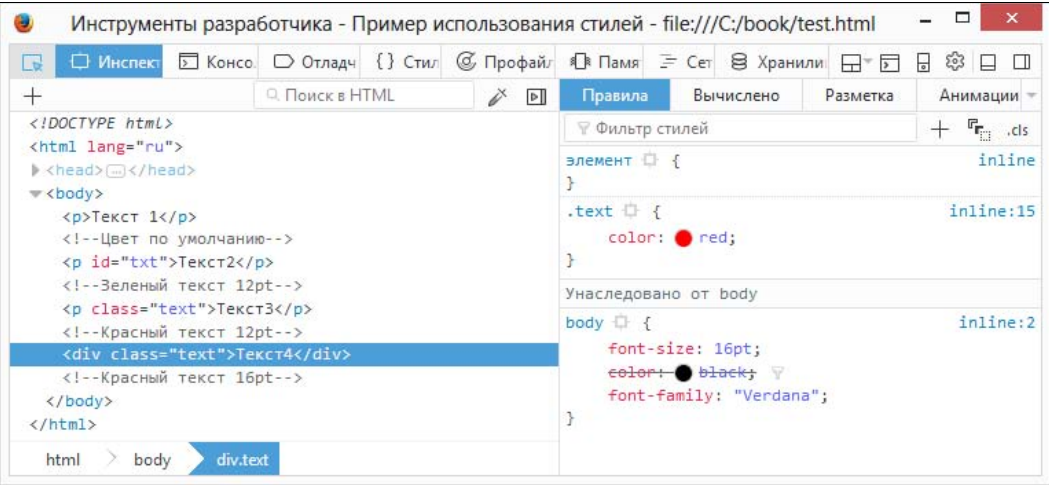 Инструменты разработчика - Пример использования стилей - file:///C:/book/test.html
Инспект Консо. Отладч {} Стил Профайл Памя Сет Хранили
+ Поиск в HTML
<!DOCTYPE html>
<html lang="ru">
<head>…</head>
<body>
<p>Текст 1</p>
<!--Цвет по умолчанию-->
<p id="txt">Текст2</p>
<!--Зеленый текст 12pt-->
<p class="text">Текст3</p>
<!--Красный текст 12pt-->
<div class="text">Текст4</div>
<!--Красный текст 16pt-->
</body>
</html>
html body div.text
Правила Вычислено Разметка Анимации
Фильтр стилей + .cls
элемент { inline
}
.text { inline:15
color: red;
}
Унаследовано от body
body { inline:2
font-size: 16pt;
color: black;
font-family: "Verdana";
}